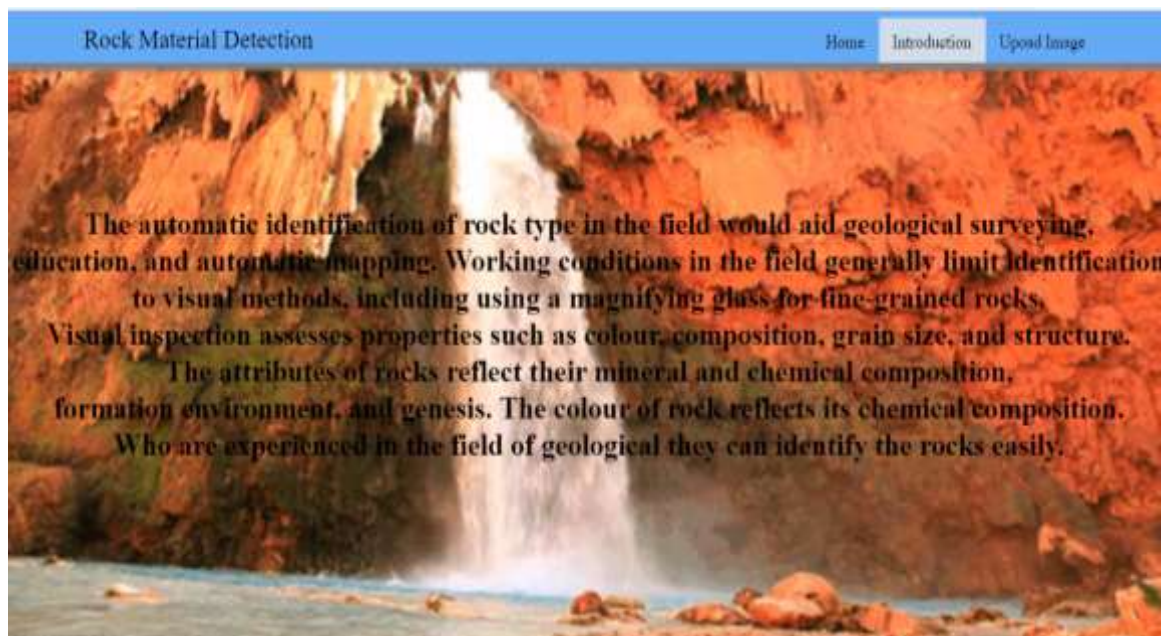 Rock Material Detection
Home Introduction Upoad Image
The automatic identification of rock type in the field would aid geological surveying,
education, and automatic mapping. Working conditions in the field generally limit identification
to visual methods, including using a magnifying glass for fine-grained rocks.
Visual inspection assesses properties such as colour, composition, grain size, and structure.
The attributes of rocks reflect their mineral and chemical composition,
formation environment, and genesis. The colour of rock reflects its chemical composition.
Who are experienced in the field of geological they can identify the rocks easily.